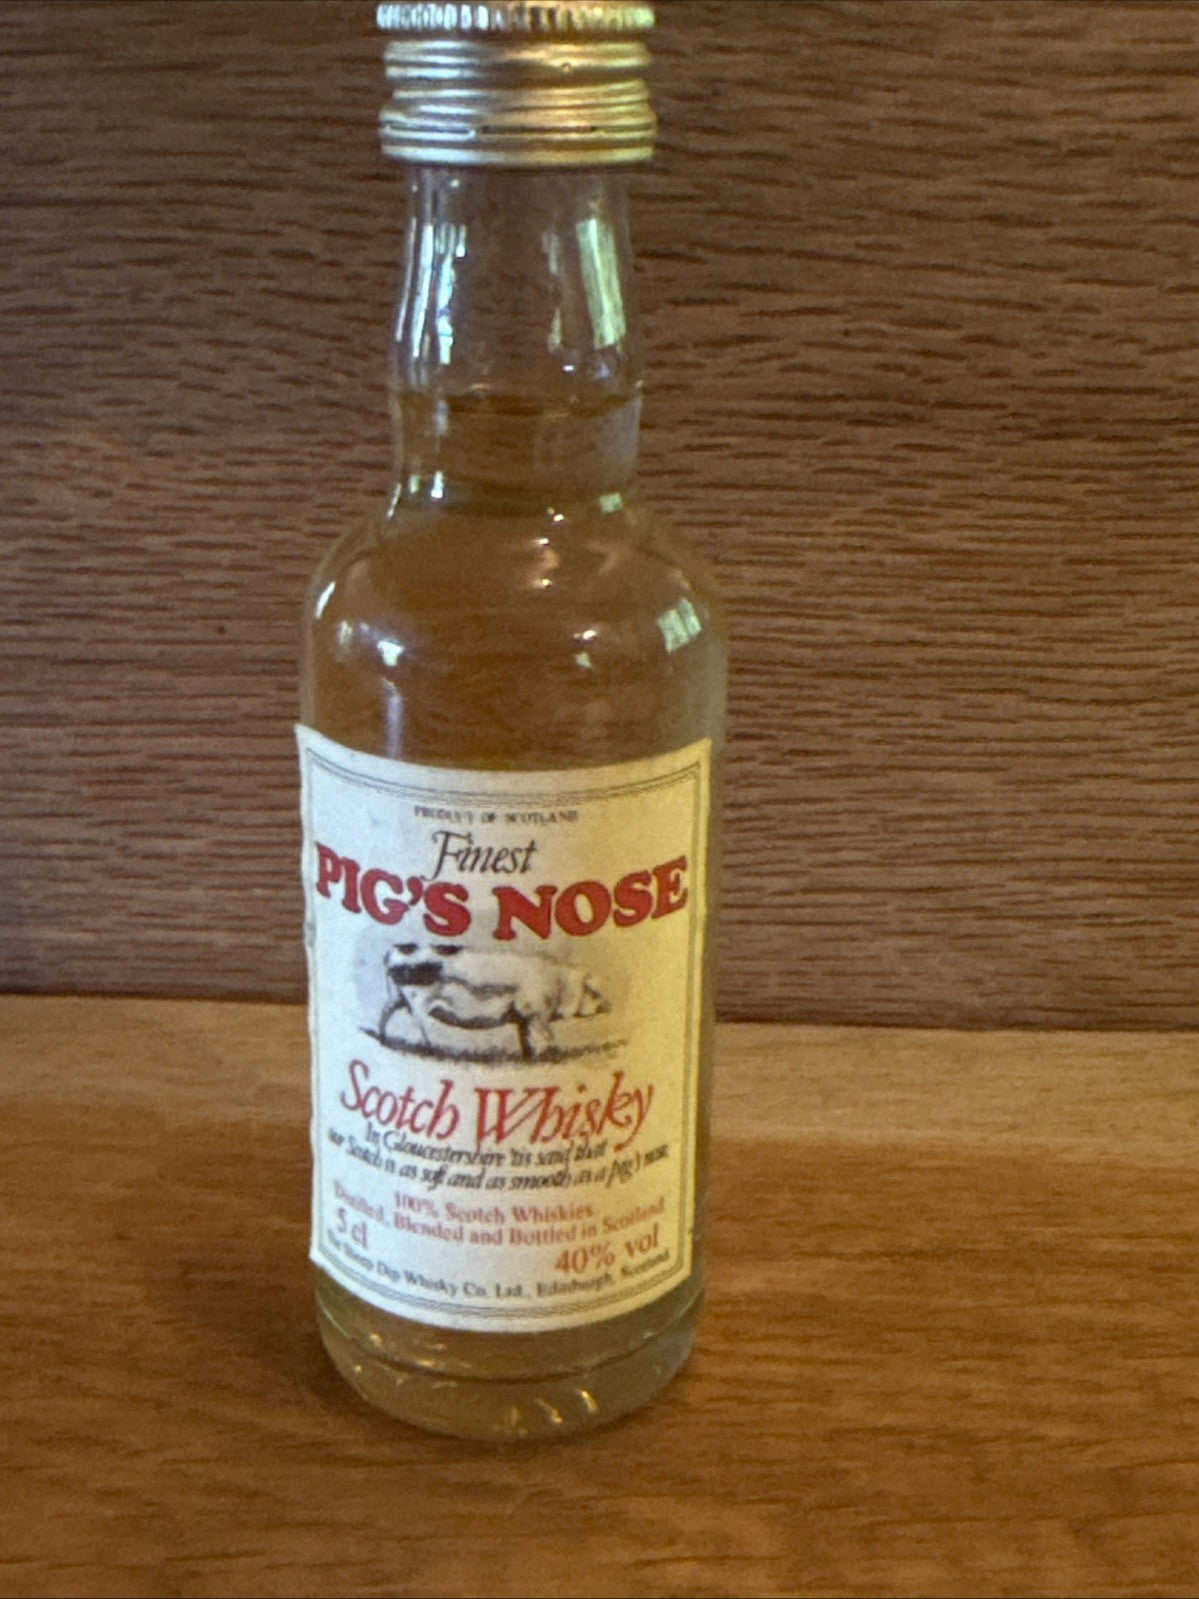 PRODUCT OF SCOTLAND
Finest
PIG'S NOSE
Scotch Whisky
In Gloucestershire 'tis said that
our Scotch is as soft and as smooth as a pig's nose
100% Scotch Whiskies
Distilled, Blended and Bottled in Scotland
5 cl
40% vol
The Sheep Dip Whisky Co. Ltd., Edinburgh, Scotland